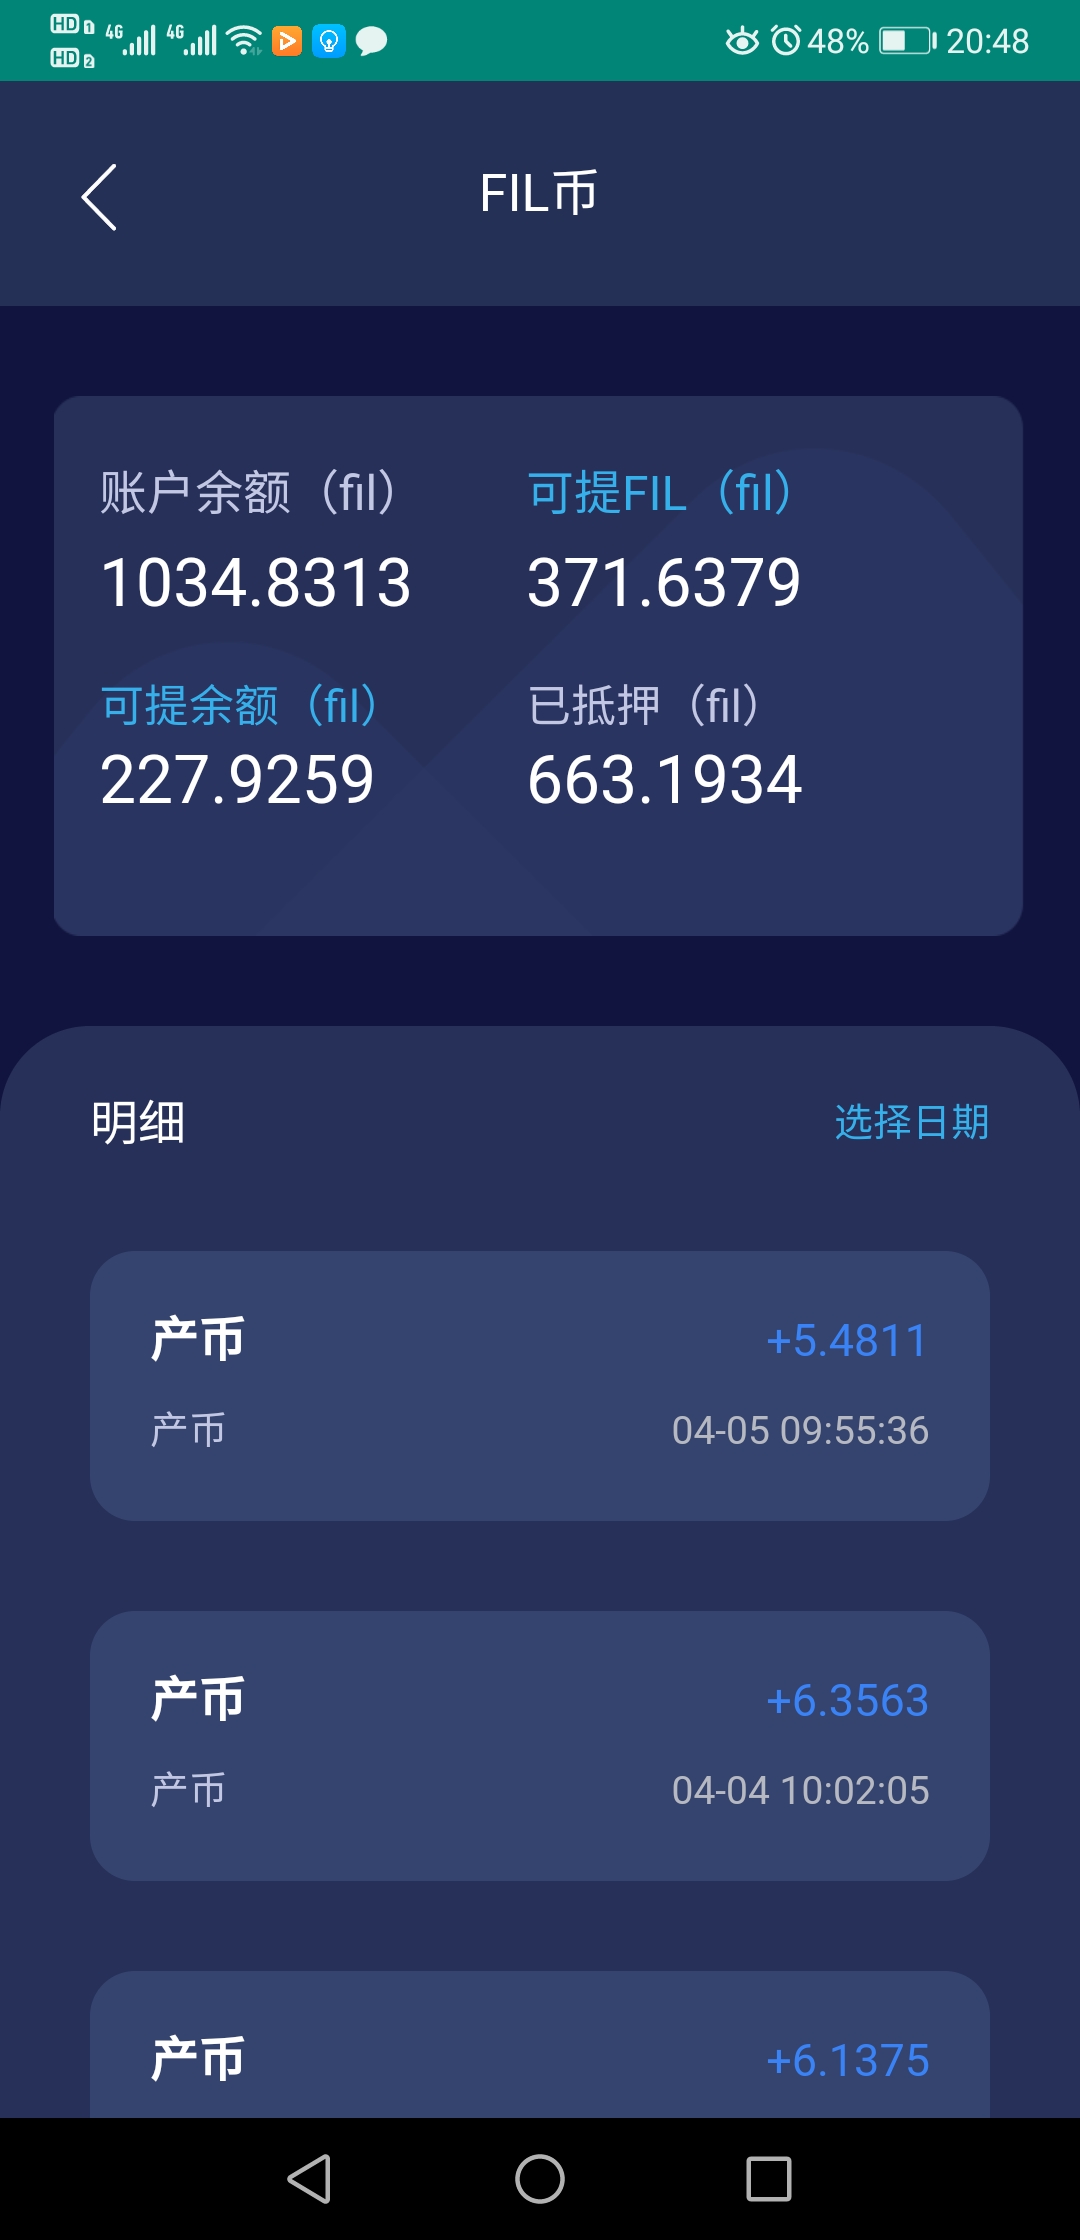 HD 1 4G 4G 48% 20:48
HD 2
FIL币
账户余额（fil） 可提FIL（fil）
1034.8313 371.6379
可提余额（fil） 已抵押（fil）
227.9259 663.1934
明细 选择日期
产币 +5.4811
产币 04-05 09:55:36
产币 +6.3563
产币 04-04 10:02:05
产币 +6.1375